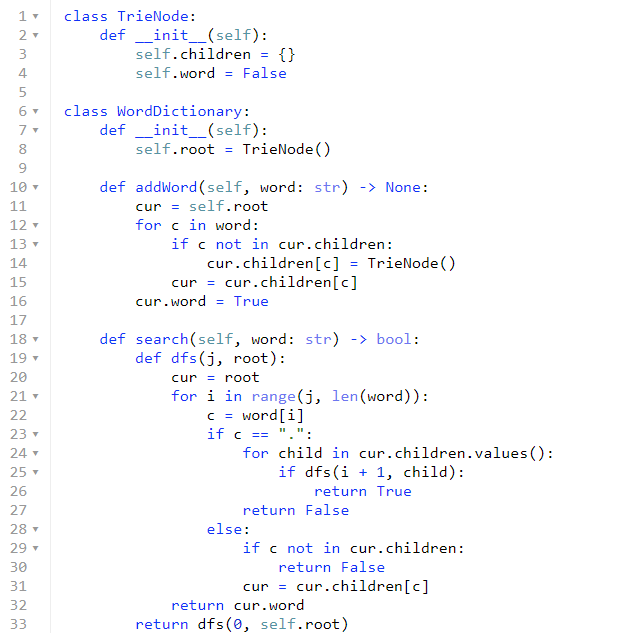 1 class TrieNode:
2     def __init__(self):
3         self.children = {}
4         self.word = False
5
6 class WordDictionary:
7     def __init__(self):
8         self.root = TrieNode()
9
10     def addWord(self, word: str) -> None:
11         cur = self.root
12         for c in word:
13             if c not in cur.children:
14                 cur.children[c] = TrieNode()
15             cur = cur.children[c]
16         cur.word = True
17
18     def search(self, word: str) -> bool:
19         def dfs(j, root):
20             cur = root
21             for i in range(j, len(word)):
22                 c = word[i]
23                 if c == ".":
24                     for child in cur.children.values():
25                         if dfs(i + 1, child):
26                             return True
27                     return False
28                 else:
29                     if c not in cur.children:
30                         return False
31                     cur = cur.children[c]
32             return cur.word
33         return dfs(0, self.root)